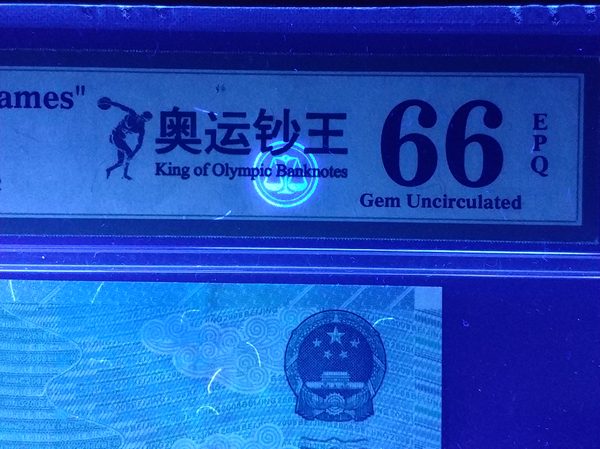 ames"
奥运钞王
King of Olympic Banknotes
66
EPQ
Gem Uncirculated